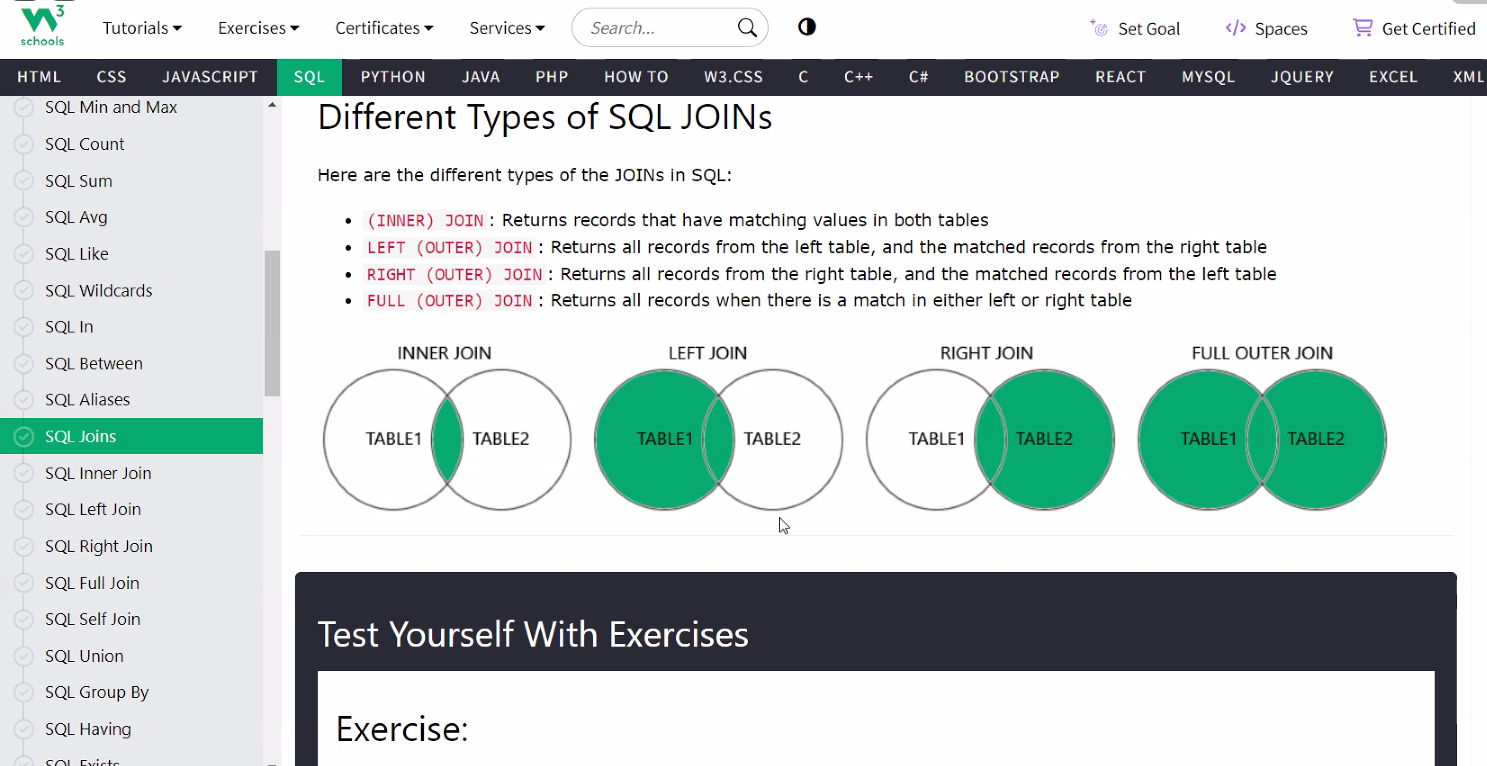 W3
schools
Tutorials
Exercises
Certificates
Services
Search...
Set Goal
</> Spaces
Get Certified
HTML
CSS
JAVASCRIPT
SQL
PYTHON
JAVA
PHP
HOW TO
W3.CSS
C
C++
C#
BOOTSTRAP
REACT
MYSQL
JQUERY
EXCEL
XML
SQL Min and Max
SQL Count
SQL Sum
SQL Avg
SQL Like
SQL Wildcards
SQL In
SQL Between
SQL Aliases
SQL Joins
SQL Inner Join
SQL Left Join
SQL Right Join
SQL Full Join
SQL Self Join
SQL Union
SQL Group By
SQL Having
SQL Exists
Different Types of SQL JOINs
Here are the different types of the JOINs in SQL:
• (INNER) JOIN : Returns records that have matching values in both tables
• LEFT (OUTER) JOIN : Returns all records from the left table, and the matched records from the right table
• RIGHT (OUTER) JOIN : Returns all records from the right table, and the matched records from the left table
• FULL (OUTER) JOIN : Returns all records when there is a match in either left or right table
INNER JOIN
TABLE1
TABLE2
LEFT JOIN
TABLE1
TABLE2
RIGHT JOIN
TABLE1
TABLE2
FULL OUTER JOIN
TABLE1
TABLE2
Test Yourself With Exercises
Exercise: